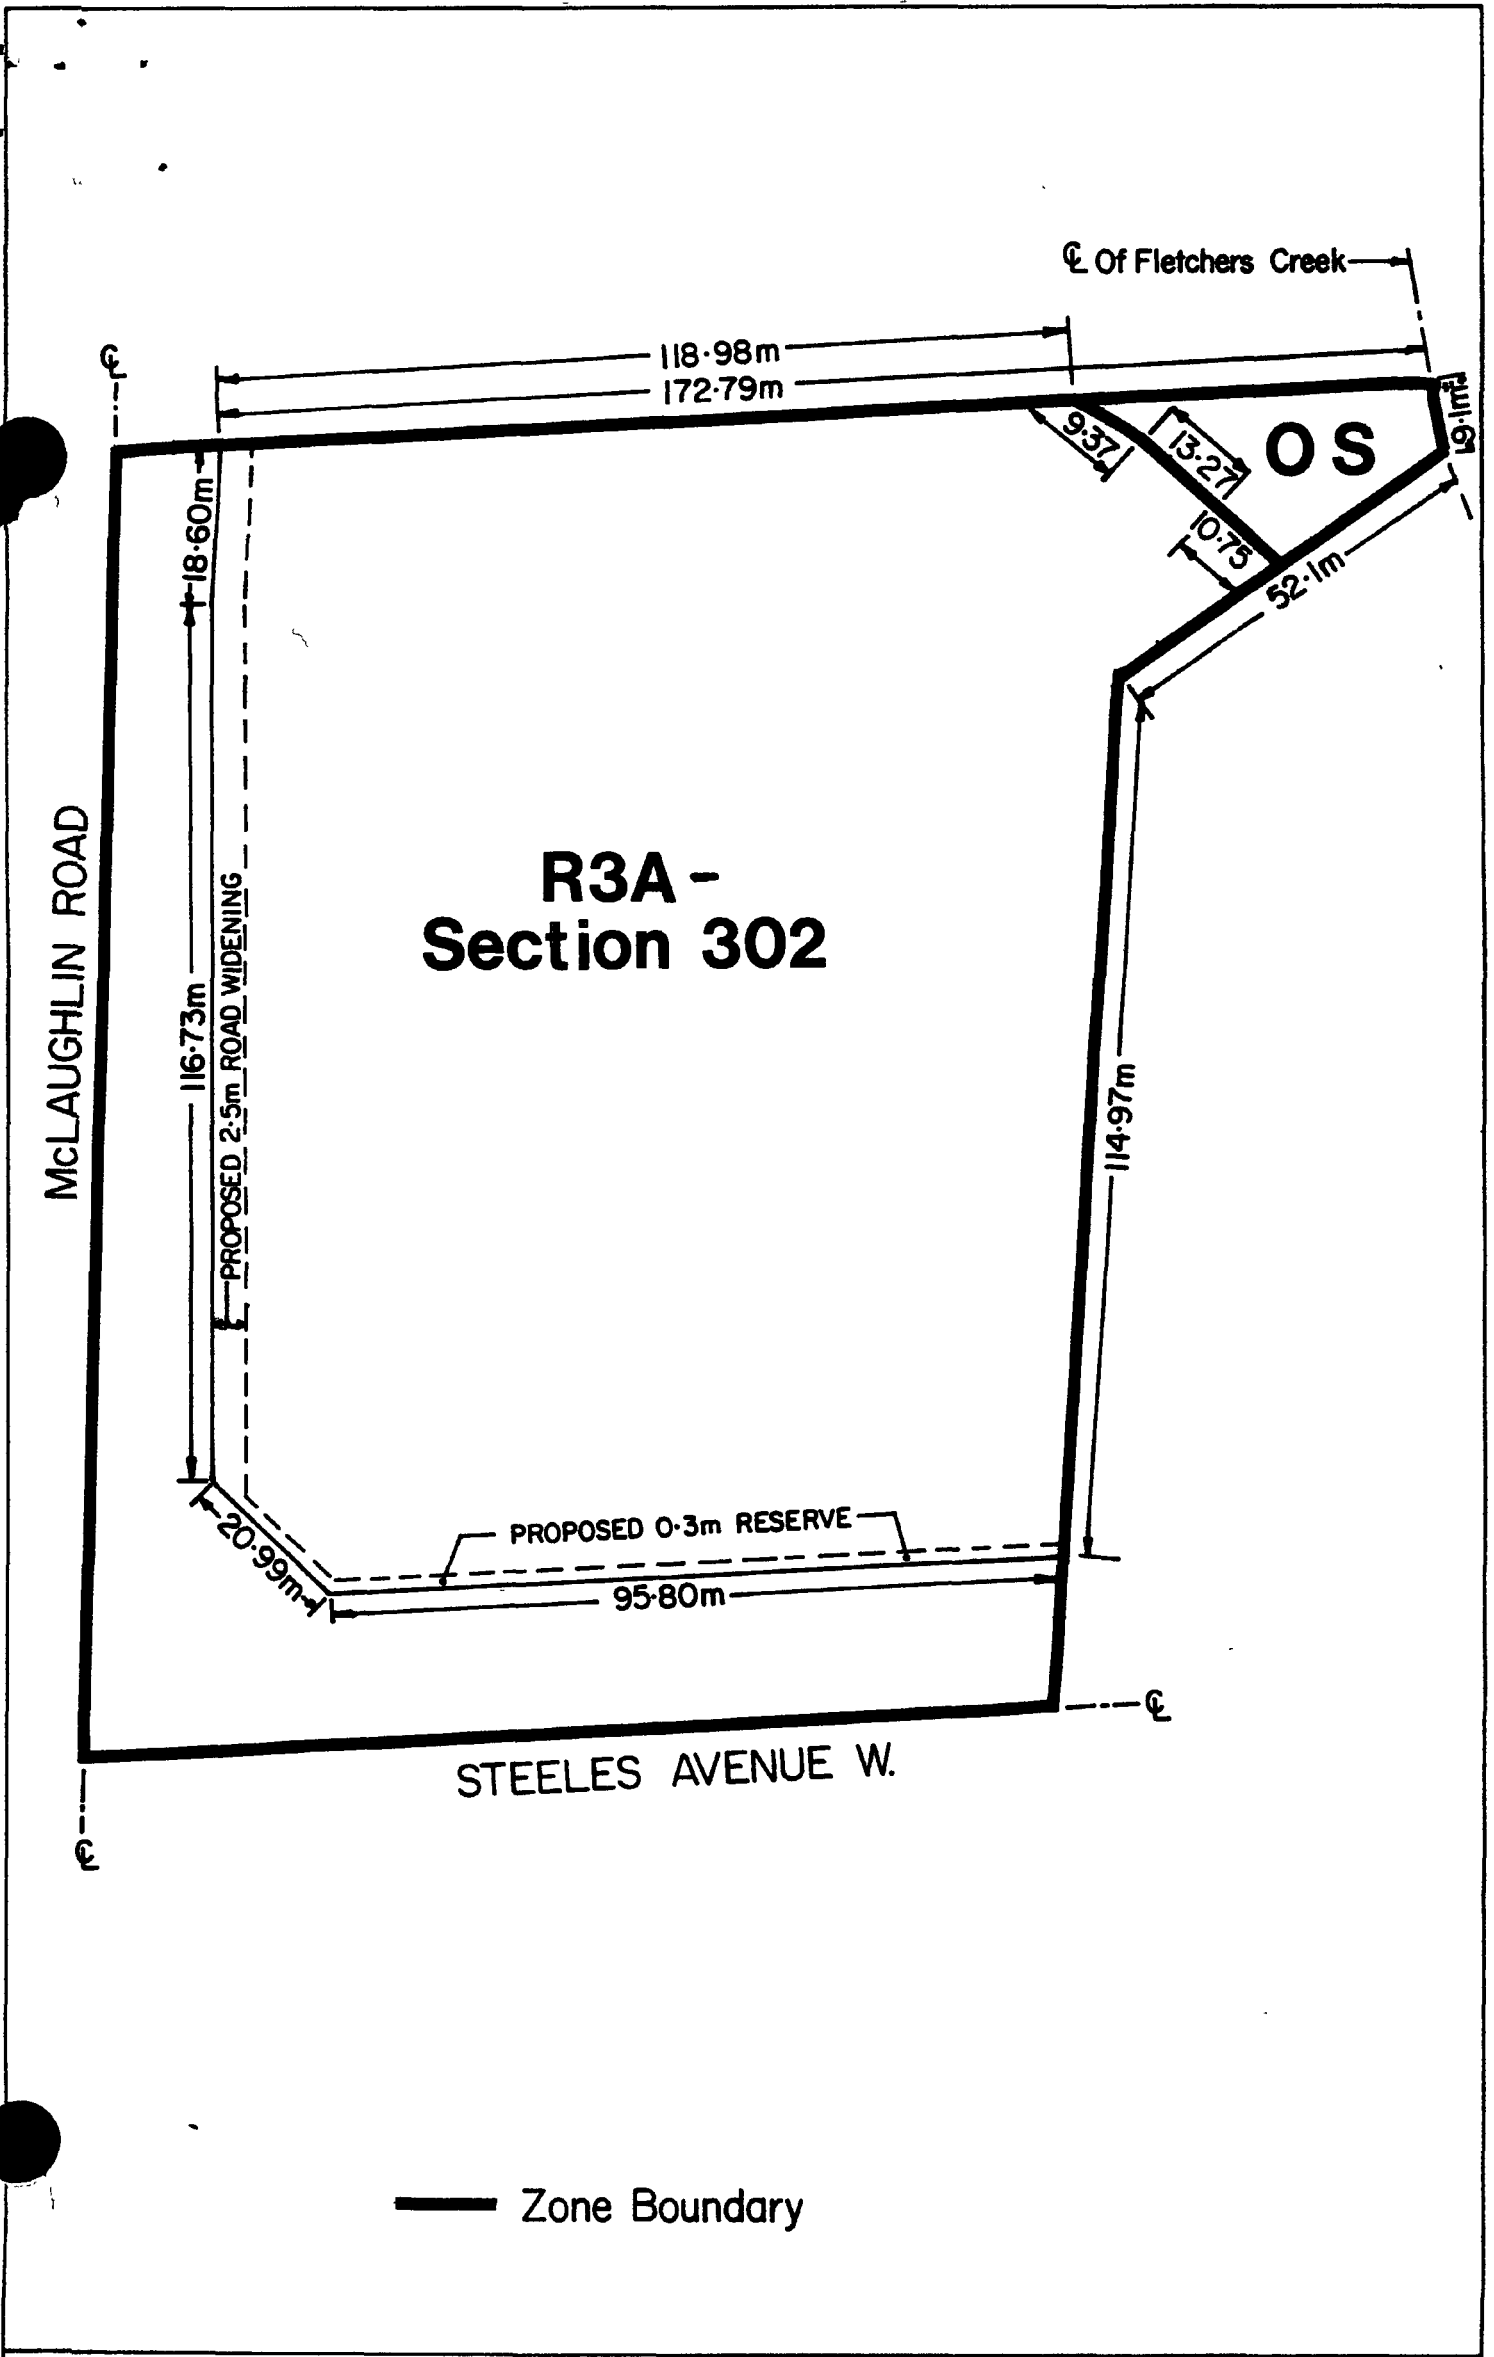 ℄ Of Fletchers Creek
℄
118.98m
172.79m
9.1m
9.37
13.27
OS
18.60m
10.75
52.1m
R3A-
Section 302
McLAUGHLIN ROAD
116.73m
PROPOSED 2.5m ROAD WIDENING
114.97m
20.99m
PROPOSED 0.3m RESERVE
95.80m
℄
STEELES AVENUE W.
℄
Zone Boundary